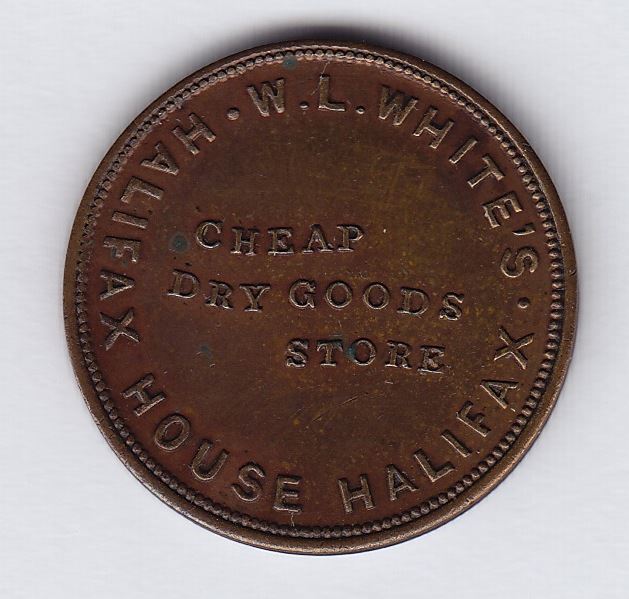 · W. L. WHITE'S ·
HALIFAX HOUSE HALIFAX
CHEAP
DRY GOODS
STORE